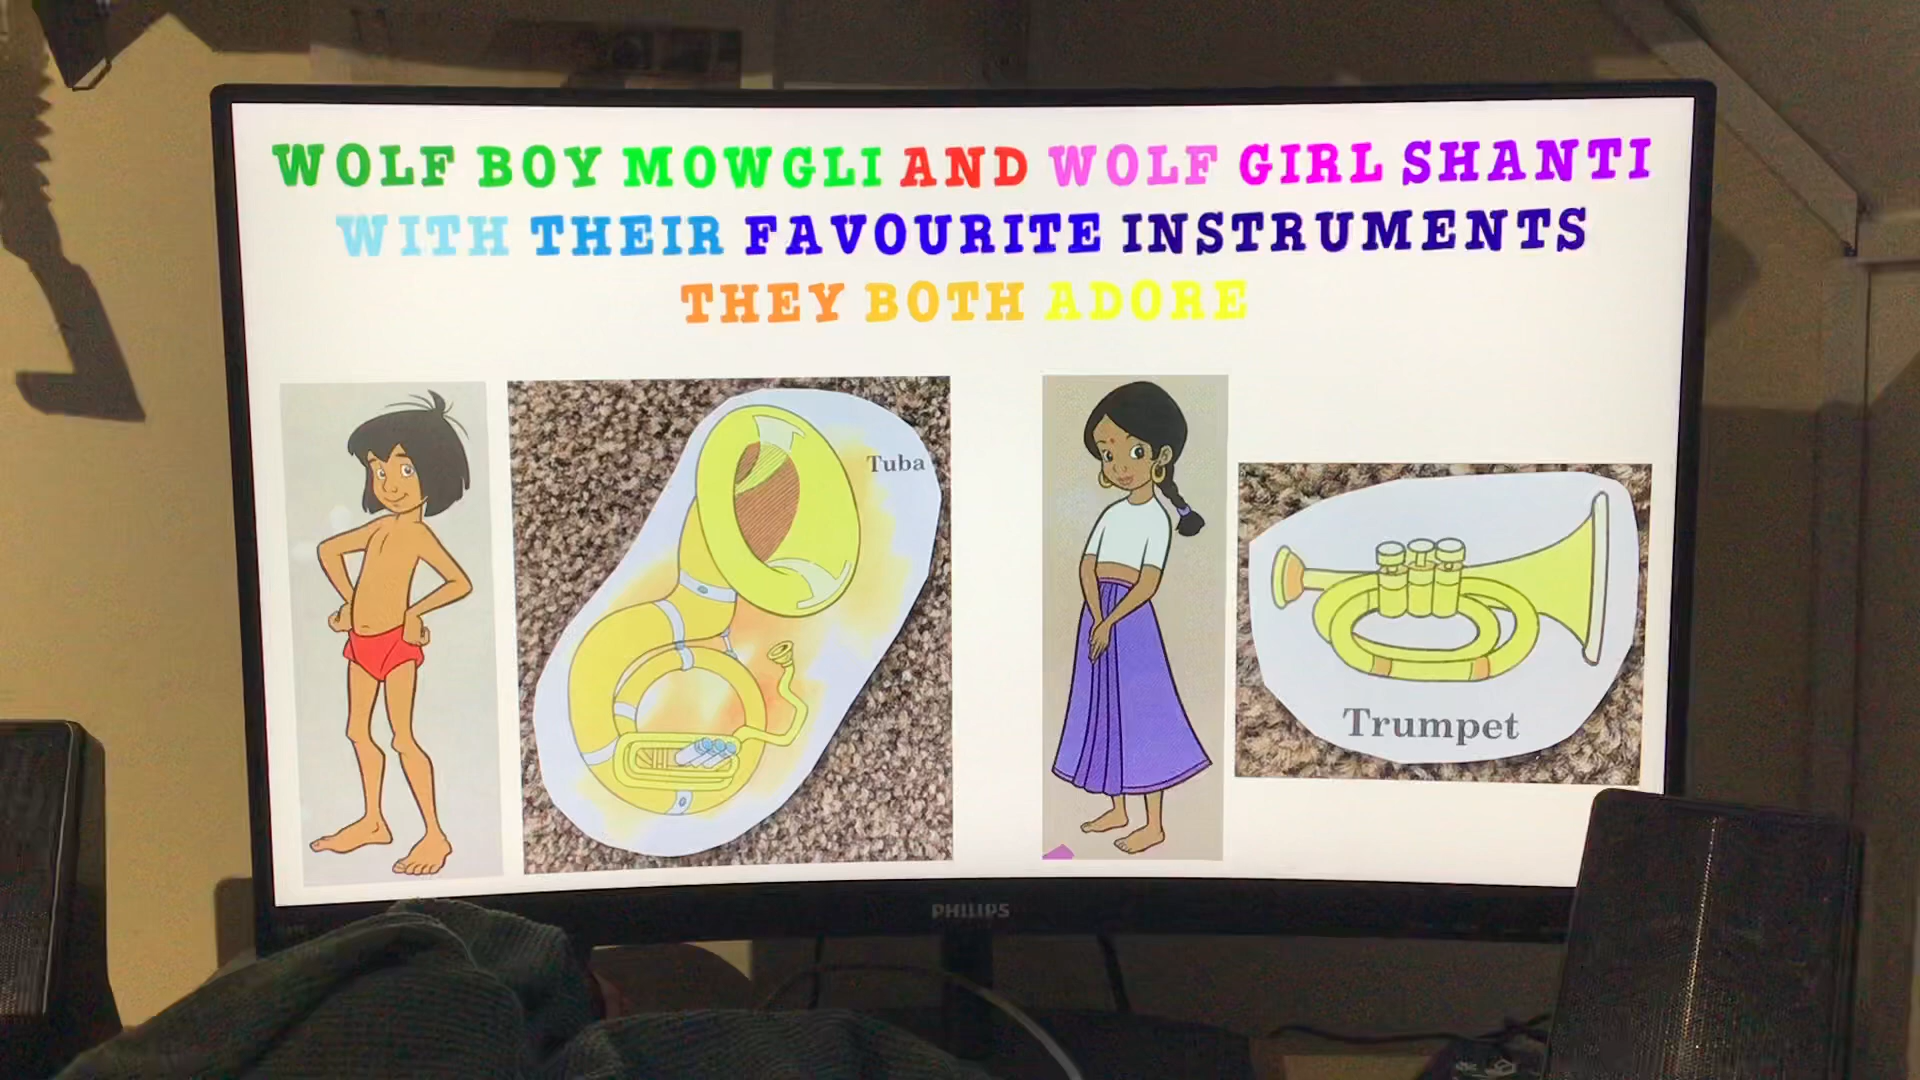 WOLF BOY MOWGLI AND WOLF GIRL SHANTI
WITH THEIR FAVOURITE INSTRUMENTS
THEY BOTH ADORE
Tuba
Trumpet
PHILIPS